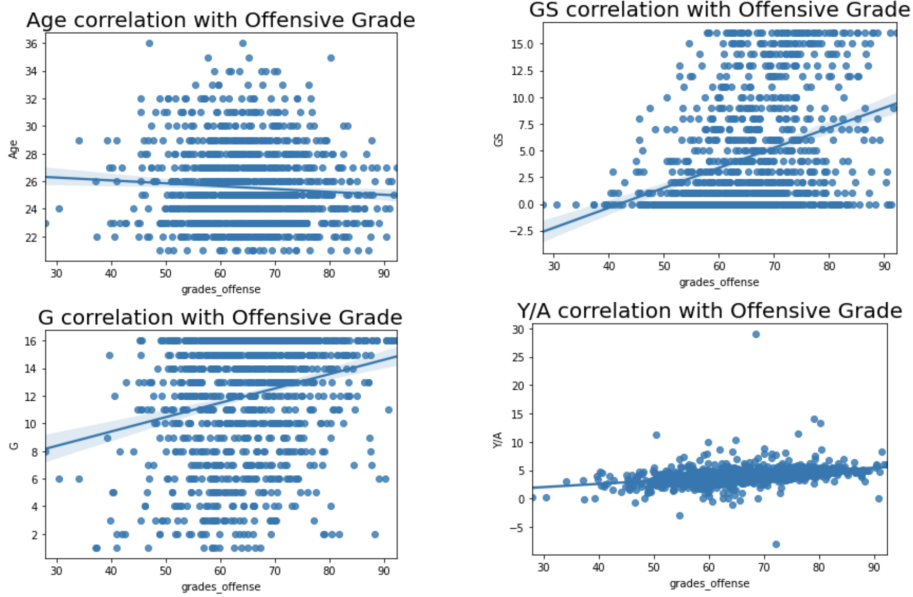 Age correlation with Offensive Grade
36
34
32
30
28
26
24
22
Age
30 40 50 60 70 80 90
grades_offense
GS correlation with Offensive Grade
15.0
12.5
10.0
7.5
5.0
2.5
0.0
−2.5
GS
30 40 50 60 70 80 90
grades_offense
G correlation with Offensive Grade
16
14
12
10
8
6
4
2
G
30 40 50 60 70 80 90
grades_offense
Y/A correlation with Offensive Grade
30
25
20
15
10
5
0
−5
Y/A
30 40 50 60 70 80 90
grades_offense